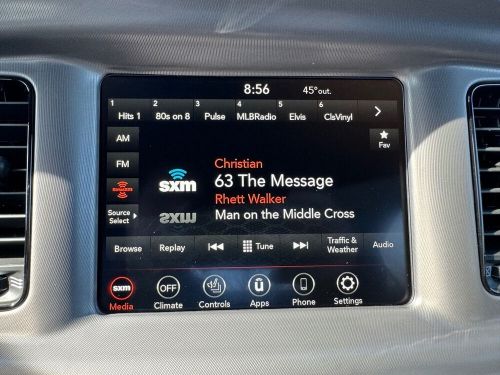 8:56 45°out.
1 2 3 4 5 6
Hits 1 80s on 8 Pulse MLBRadio Elvis ClsVinyl
AM
Fav
FM
Christian
sxm 63 The Message
Rhett Walker
Man on the Middle Cross
Source
Select
Browse Replay Tune Traffic &
Weather Audio
sxm OFF û
Media Climate Controls Apps Phone Settings